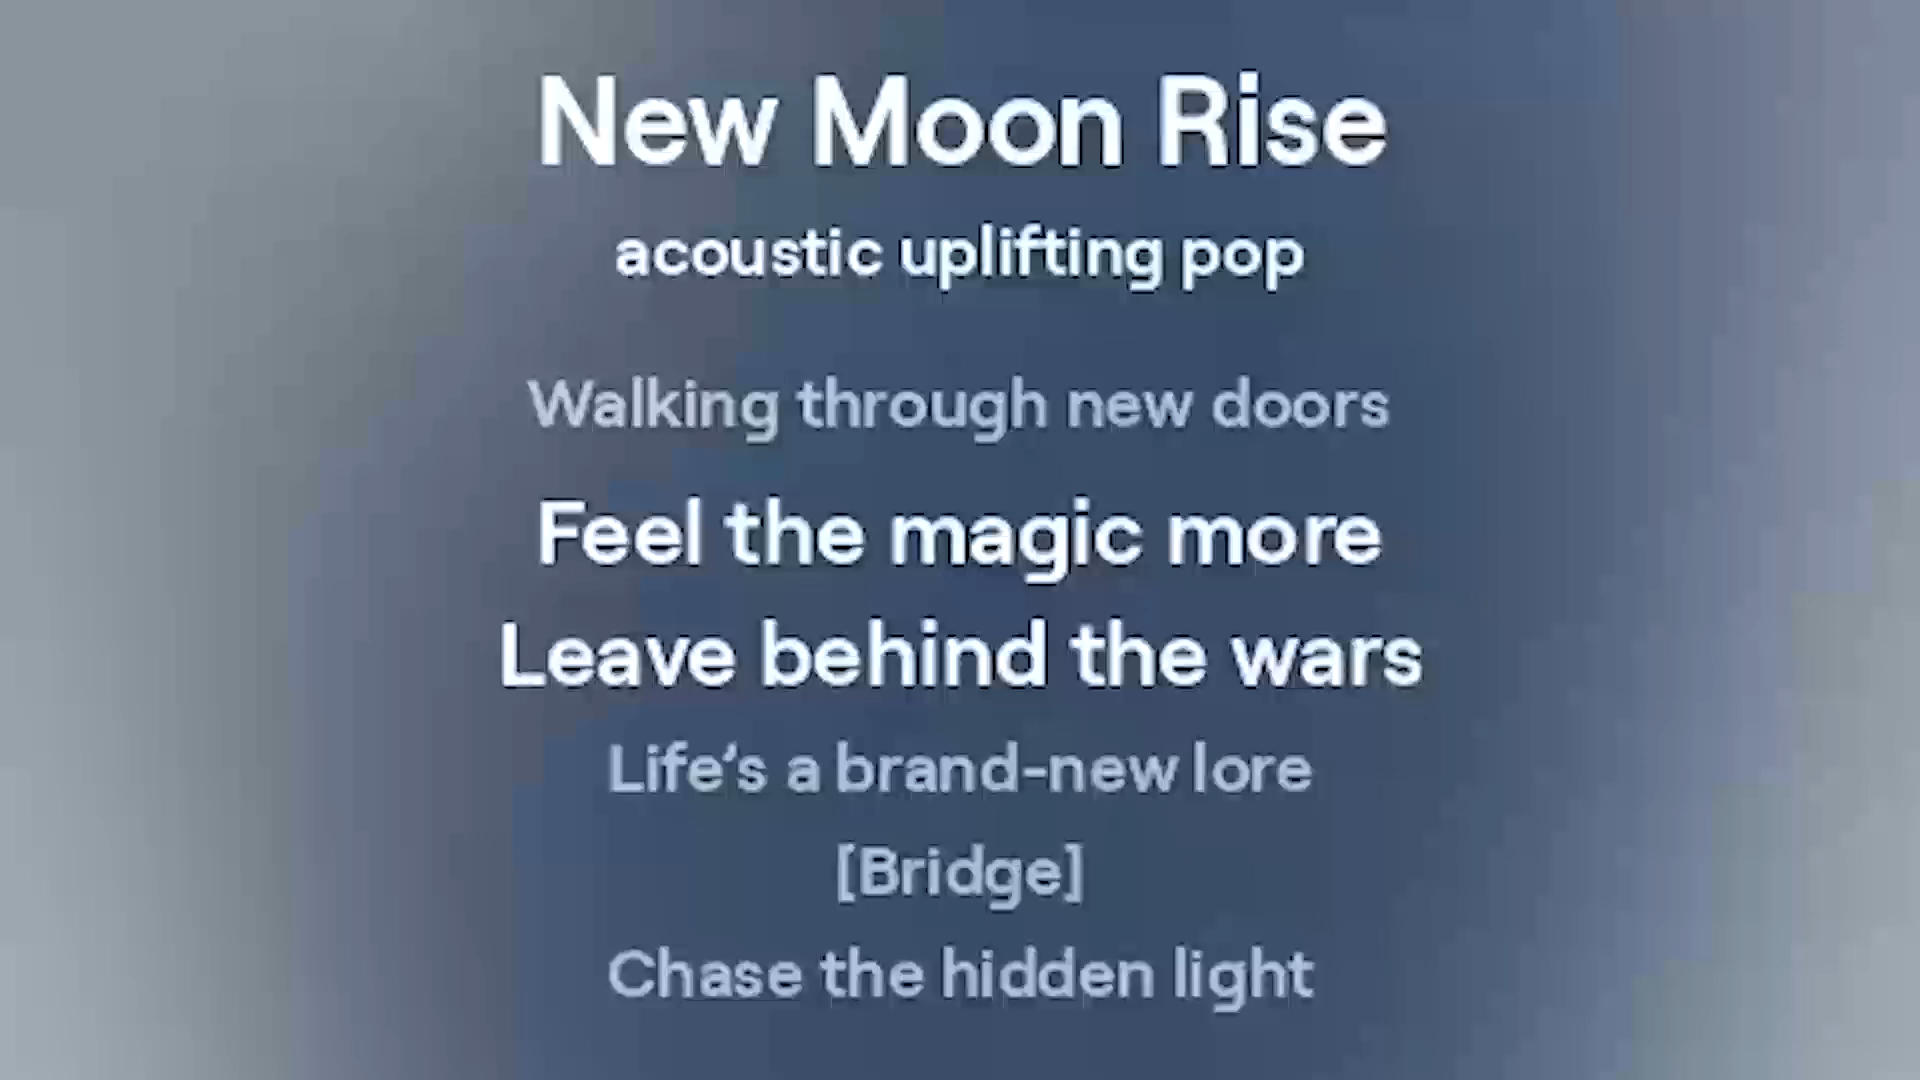 New Moon Rise
acoustic uplifting pop
Walking through new doors
Feel the magic more
Leave behind the wars
Life's a brand-new lore
[Bridge]
Chase the hidden light